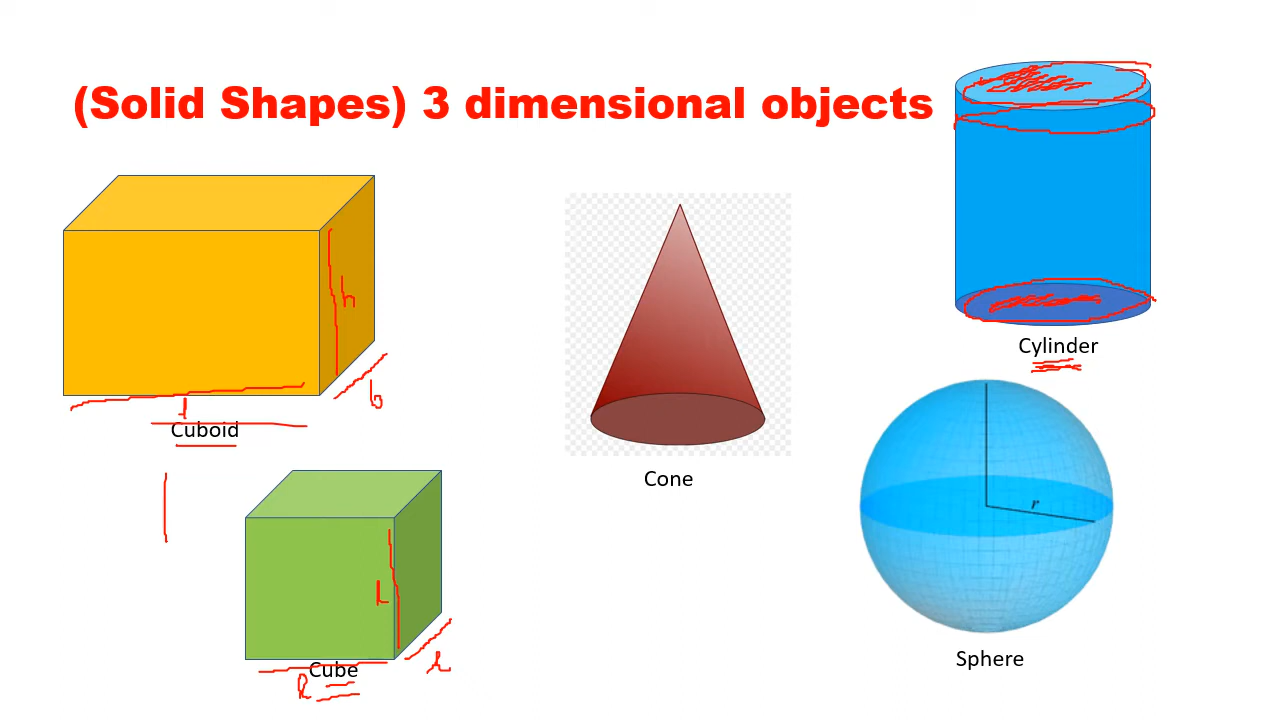 (Solid Shapes) 3 dimensional objects
h
b
l
Cuboid
Cylinder
Cone
r
L
Cube
l
l
Sphere